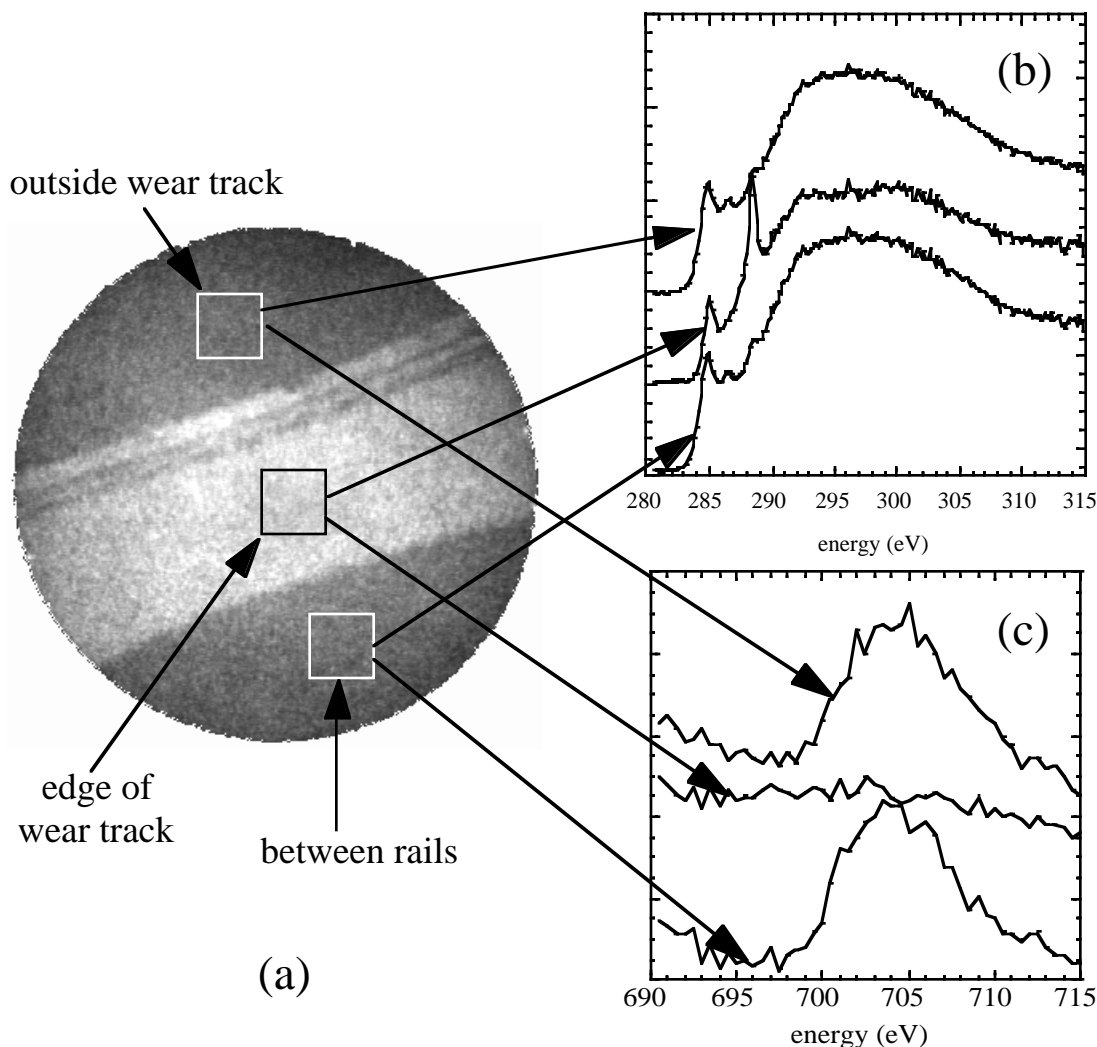 outside wear track
edge of
wear track
between rails
(a)
(b)
280 285 290 295 300 305 310 315
energy (eV)
(c)
690 695 700 705 710 715
energy (eV)